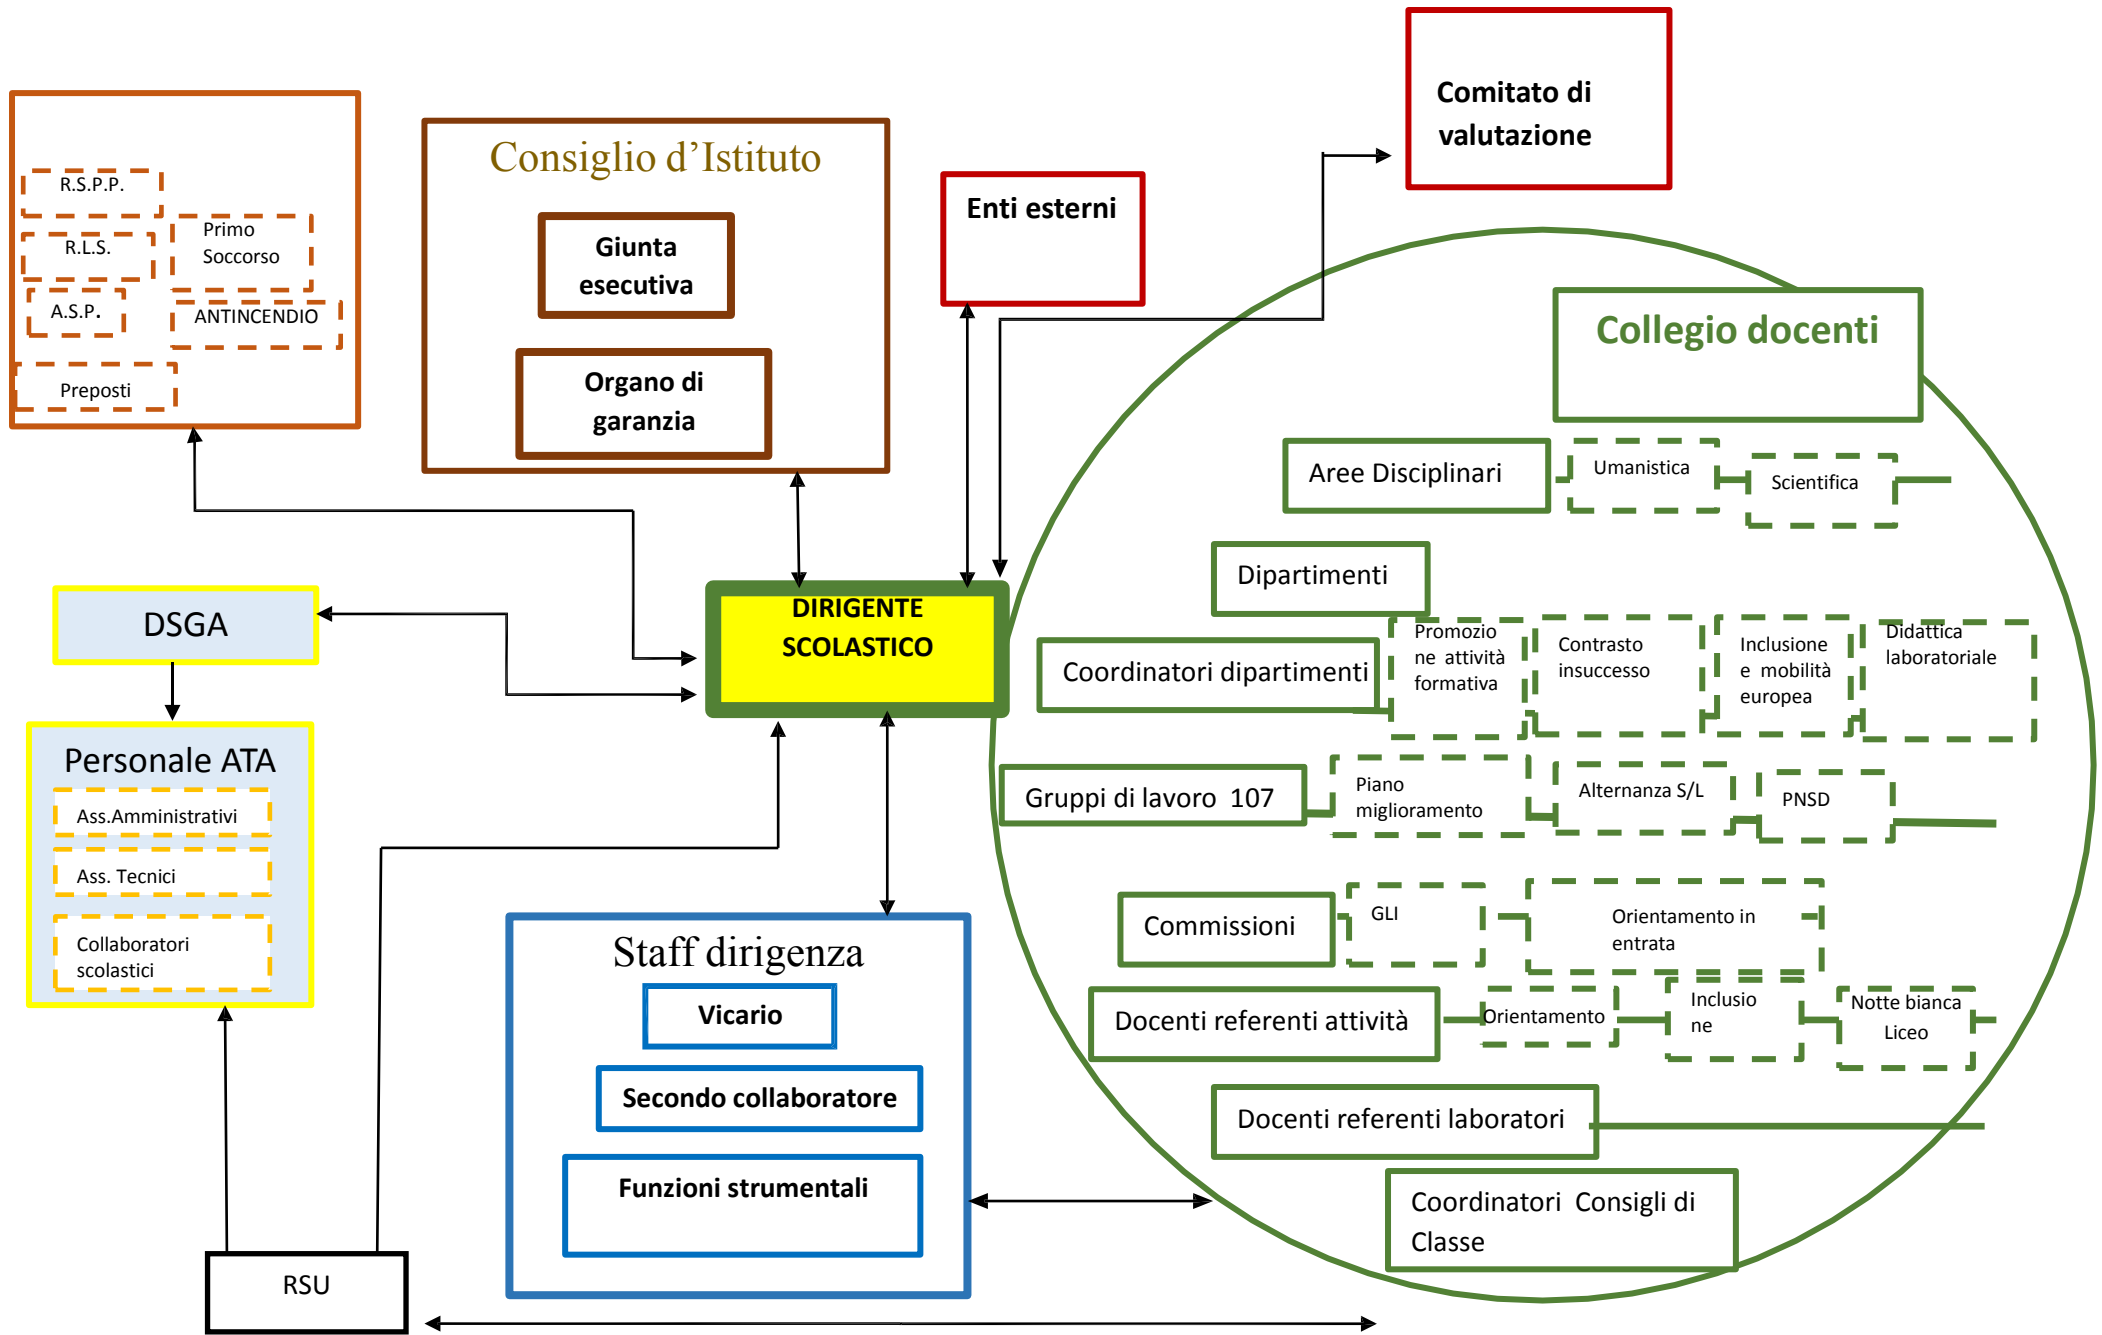 Comitato di
valutazione
Consiglio d’Istituto
Giunta
esecutiva
Organo di
garanzia
Enti esterni
R.S.P.P.
R.L.S.
A.S.P.
Preposti
Primo
Soccorso
ANTINCENDIO
DIRIGENTE
SCOLASTICO
DSGA
Personale ATA
Ass.Amministrativi
Ass. Tecnici
Collaboratori
scolastici
RSU
Staff dirigenza
Vicario
Secondo collaboratore
Funzioni strumentali
Collegio docenti
Aree Disciplinari
Umanistica
Scientifica
Dipartimenti
Coordinatori dipartimenti
Promozio
ne attività
formativa
Contrasto
insuccesso
Inclusione
e mobilità
europea
Didattica
laboratoriale
Gruppi di lavoro 107
Piano
miglioramento
Alternanza S/L
PNSD
Commissioni
GLI
Orientamento in
entrata
Docenti referenti attività
Orientamento
Inclusio
ne
Notte bianca
Liceo
Docenti referenti laboratori
Coordinatori Consigli di
Classe